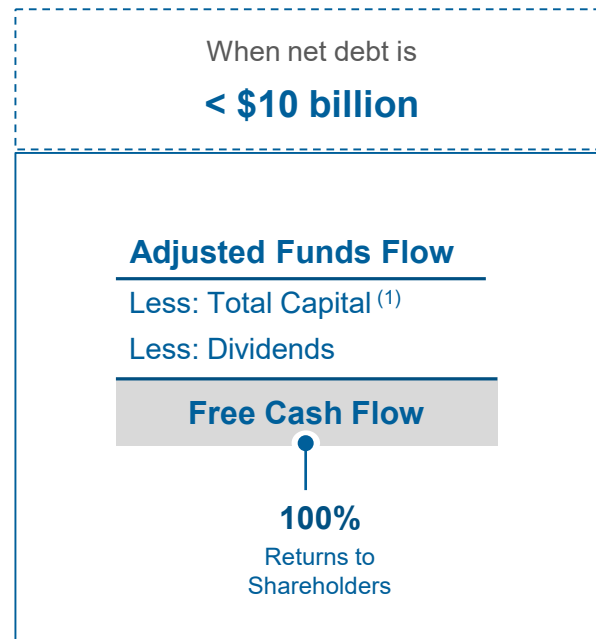 When net debt is
< $10 billion
Adjusted Funds Flow
Less: Total Capital (1)
Less: Dividends
Free Cash Flow
100%
Returns to
Shareholders